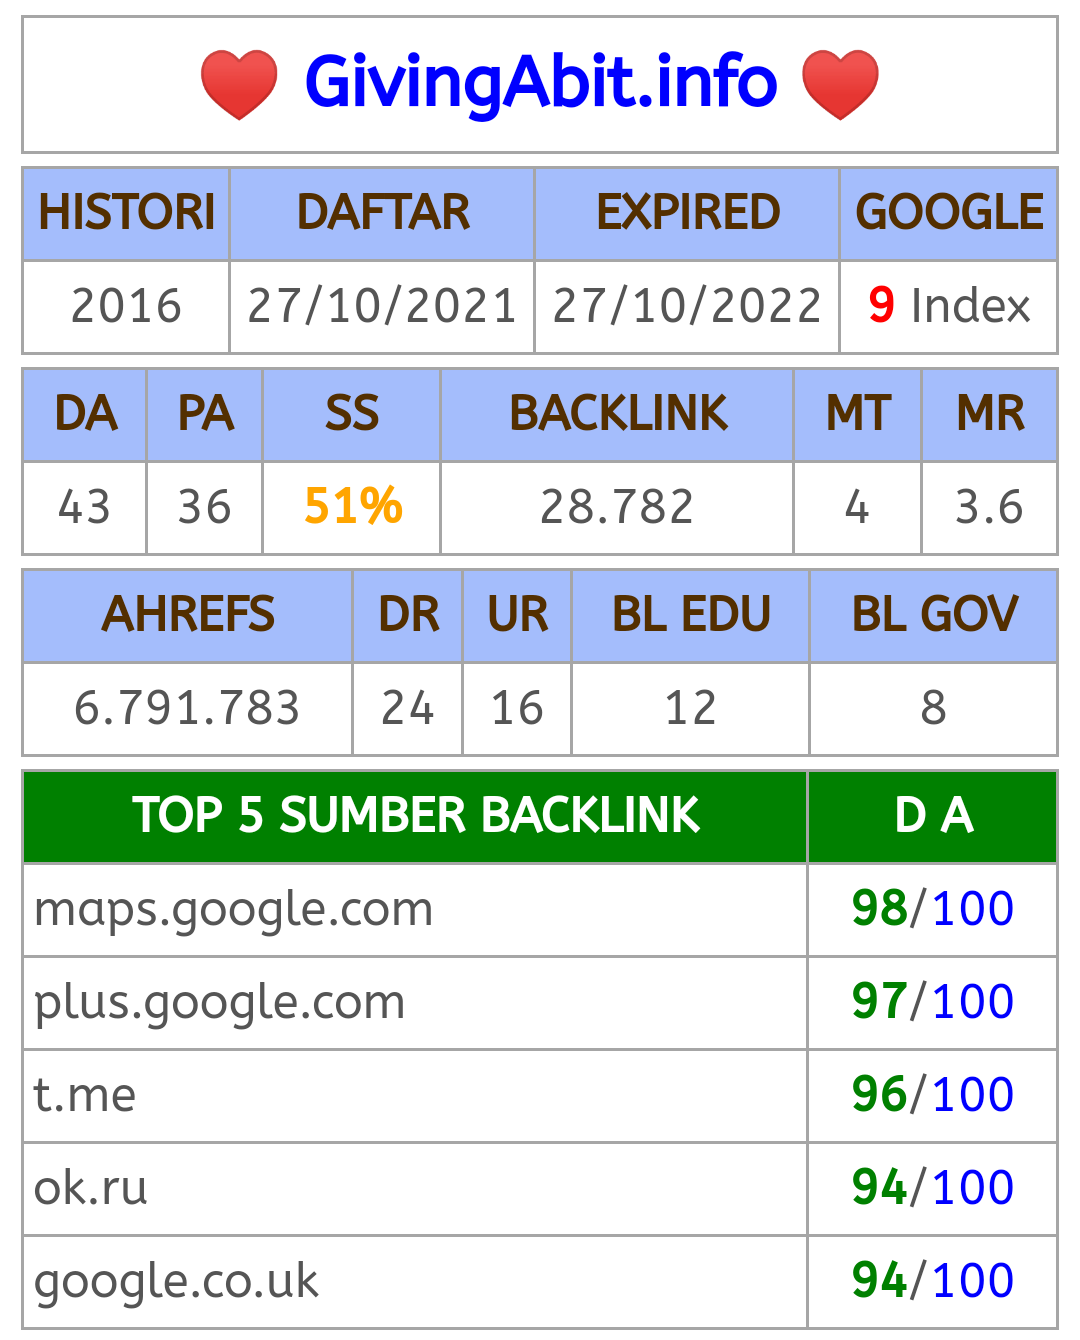 GivingAbit.info
HISTORI DAFTAR EXPIRED GOOGLE
2016 27/10/2021 27/10/2022 9 Index
DA PA SS BACKLINK MT MR
43 36 51% 28.782 4 3.6
AHREFS DR UR BL EDU BL GOV
6.791.783 24 16 12 8
TOP 5 SUMBER BACKLINK D A
maps.google.com 98/100
plus.google.com 97/100
t.me 96/100
ok.ru 94/100
google.co.uk 94/100